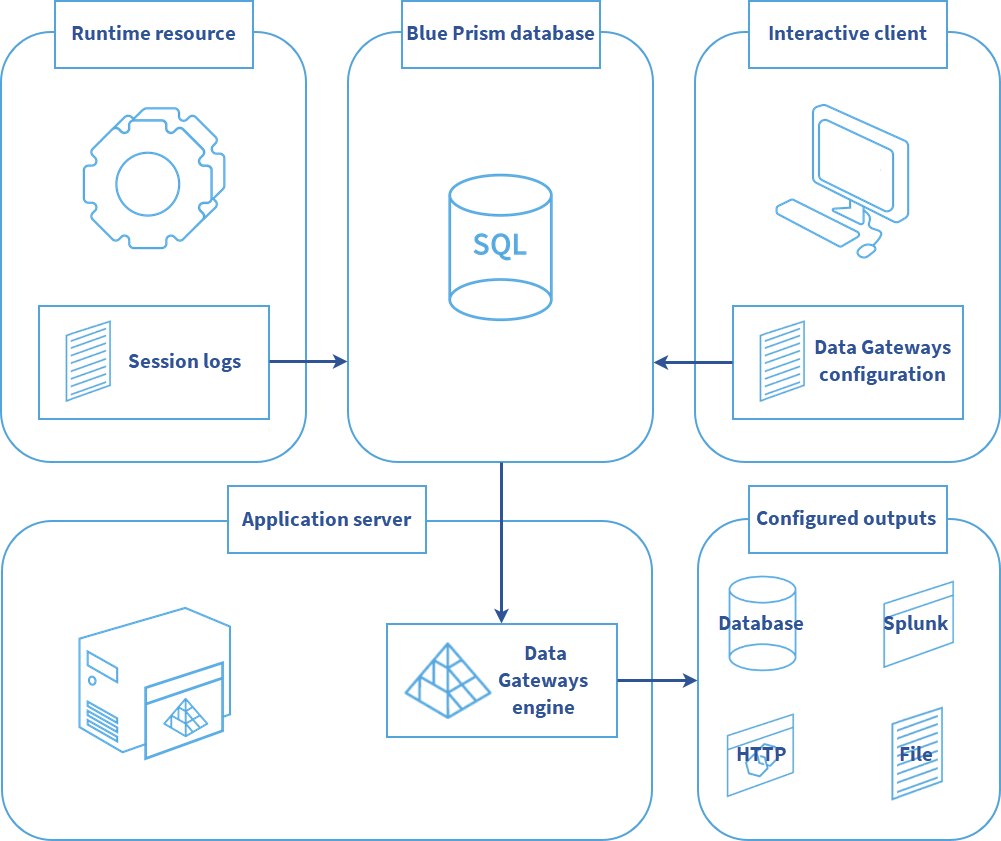 Runtime resource
Blue Prism database
Interactive client
SQL
Session logs
Data Gateways
configuration
Application server
Configured outputs
Data
Gateways
engine
Database
Splunk
HTTP
File